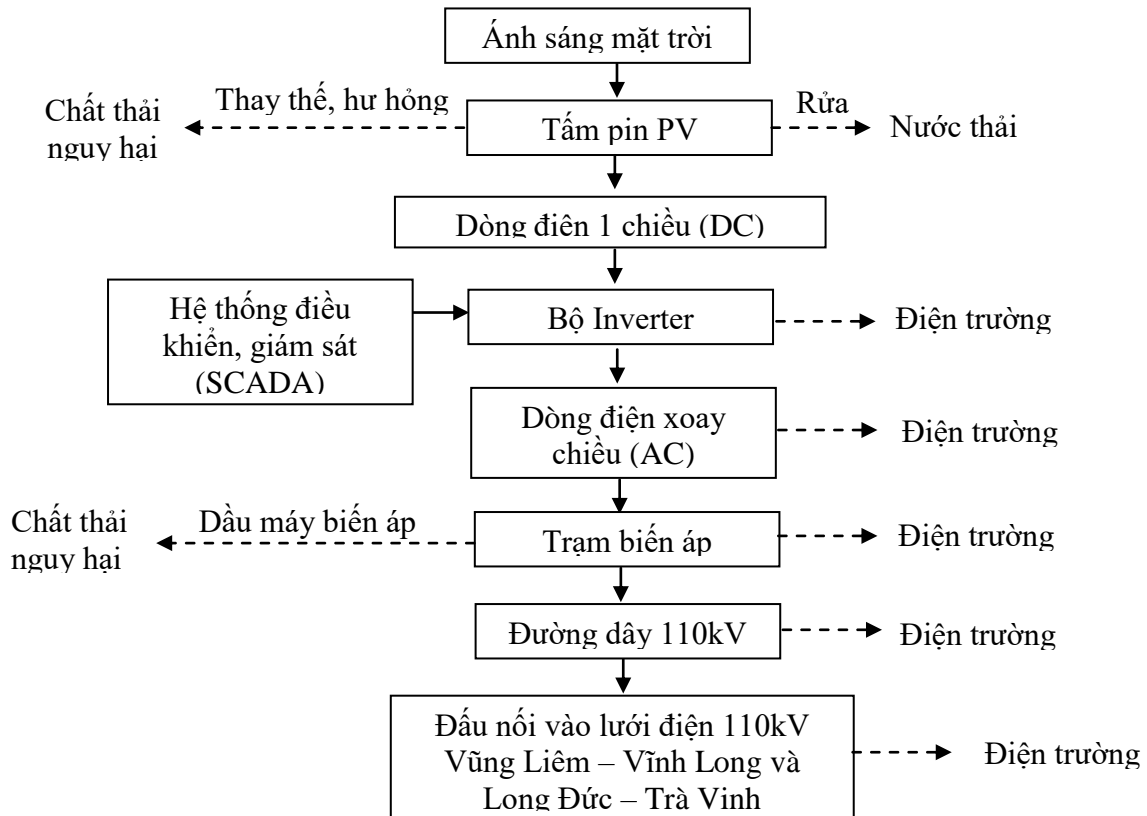 Ánh sáng mặt trời
Chất thải
nguy hại
Thay thế, hư hỏng
Tấm pin PV
Rửa
Nước thải
Dòng điên 1 chiều (DC)
Hệ thống điều
khiển, giám sát
(SCADA)
Bộ Inverter
Điện trường
Dòng điện xoay
chiều (AC)
Điện trường
Chất thải
nguy hại
Dầu máy biến áp
Trạm biến áp
Điện trường
Đường dây 110kV
Điện trường
Đấu nối vào lưới điện 110kV
Vũng Liêm – Vĩnh Long và
Long Đức – Trà Vinh
Điện trường